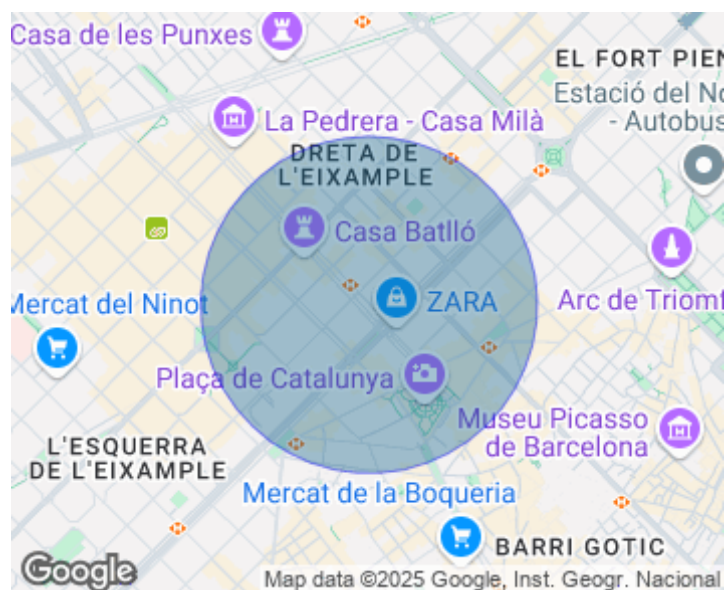 Casa de les Punxes
EL FORT PIEN
Estació del No
- Autobus
La Pedrera - Casa Milà
DRETA DE
L'EIXAMPLE
Casa Batlló
ZARA
Arc de Triomf
Mercat del Ninot
Plaça de Catalunya
Museu Picasso
de Barcelona
L'ESQUERRA
DE L'EIXAMPLE
Mercat de la Boqueria
BARRI GOTIC
Google
Map data ©2025 Google, Inst. Geogr. Nacional